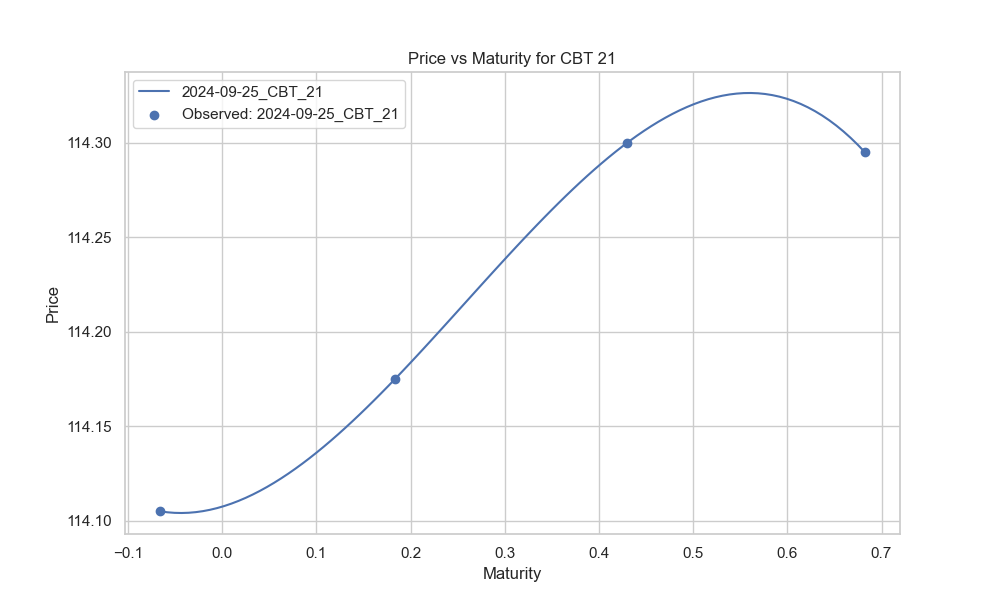 Price vs Maturity for CBT 21
2024-09-25_CBT_21
Observed: 2024-09-25_CBT_21
Price
114.30
114.25
114.20
114.15
114.10
−0.1 0.0 0.1 0.2 0.3 0.4 0.5 0.6 0.7
Maturity